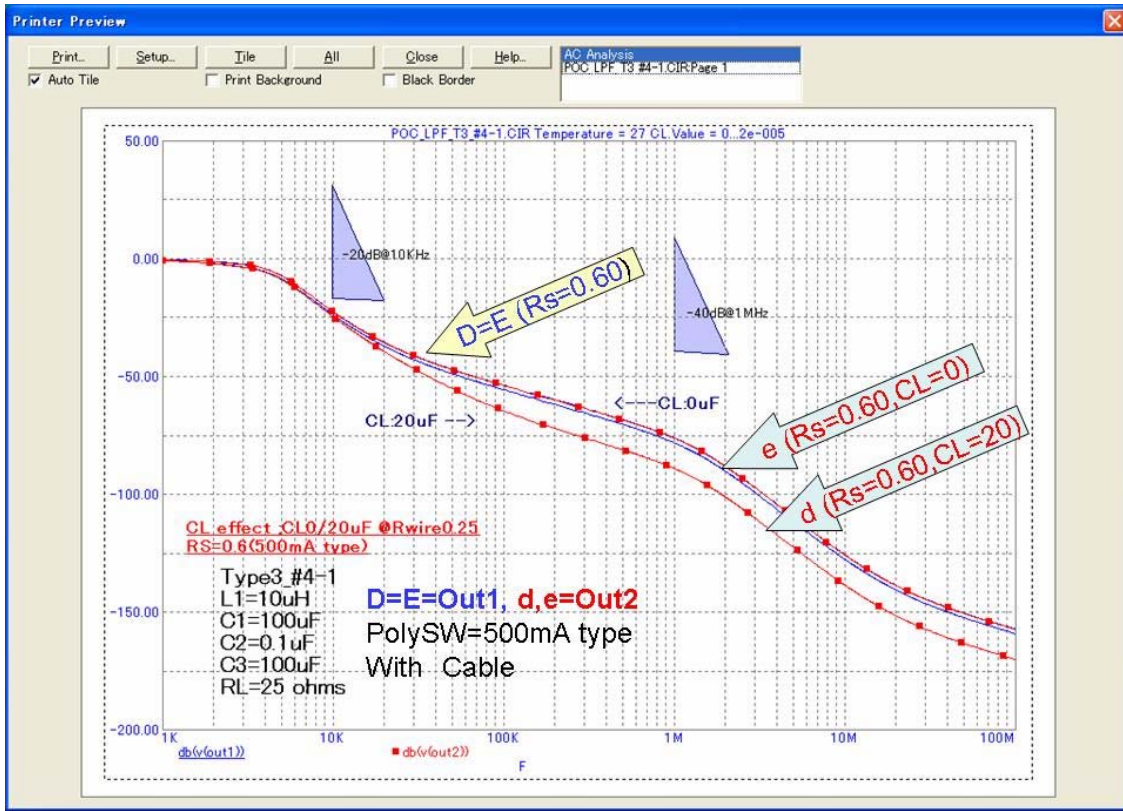 Printer Preview
Print... Setup... Tile All Close Help...
AC Analysis
POC_LPF_T3_#4-1.CIR:Page 1
Auto Tile Print Background Black Border
POC_LPF_T3_#4-1.CIR Temperature = 27 CL.Value = 0...2e-005
50.00
0.00
-50.00
-100.00
-150.00
-200.00
-20dB@10KHz
-40dB@1MHz
D=E (Rs=0.60)
e (Rs=0.60,CL=0)
d (Rs=0.60,CL=20)
<---CL:0uF
CL:20uF -->
CL effect ;CL0/20uF @Rwire0.25
RS=0.6(500mA type)
Type3_#4-1
L1=10uH
C1=100uF
C2=0.1uF
C3=100uF
RL=25 ohms
D=E=Out1, d,e=Out2
PolySW=500mA type
With Cable
1K 10K 100K 1M 10M 100M
db(v(out1)) db(v(out2))
F